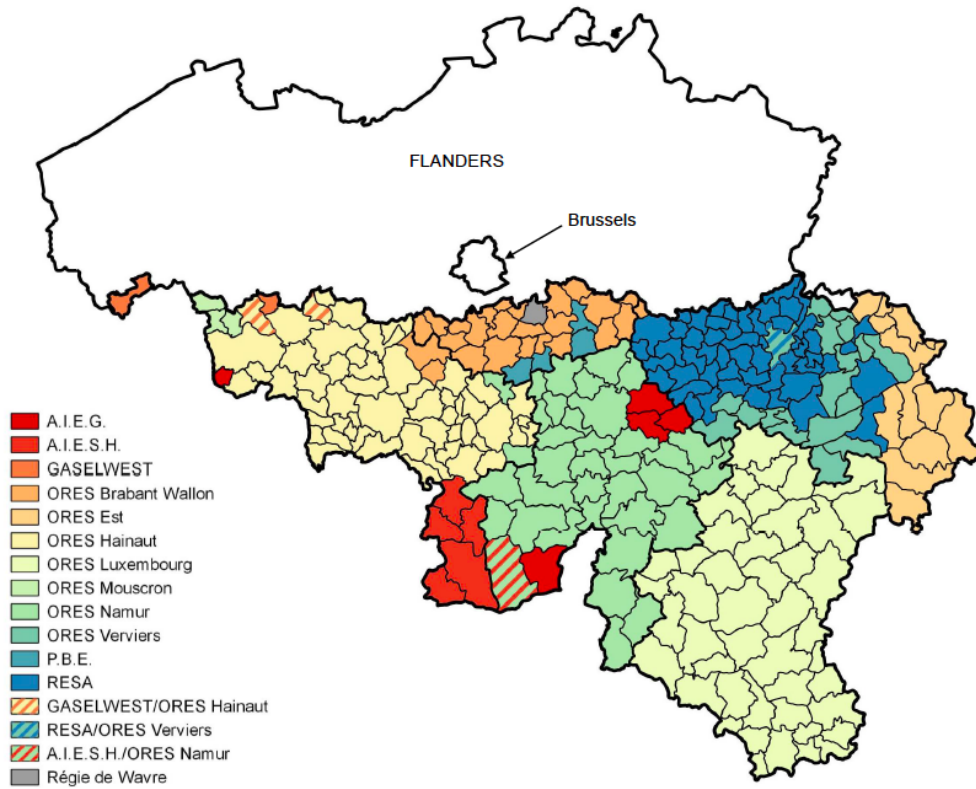 FLANDERS
Brussels
A.I.E.G.
A.I.E.S.H.
GASELWEST
ORES Brabant Wallon
ORES Est
ORES Hainaut
ORES Luxembourg
ORES Mouscron
ORES Namur
ORES Verviers
P.B.E.
RESA
GASELWEST/ORES Hainaut
RESA/ORES Verviers
A.I.E.S.H./ORES Namur
Régie de Wavre